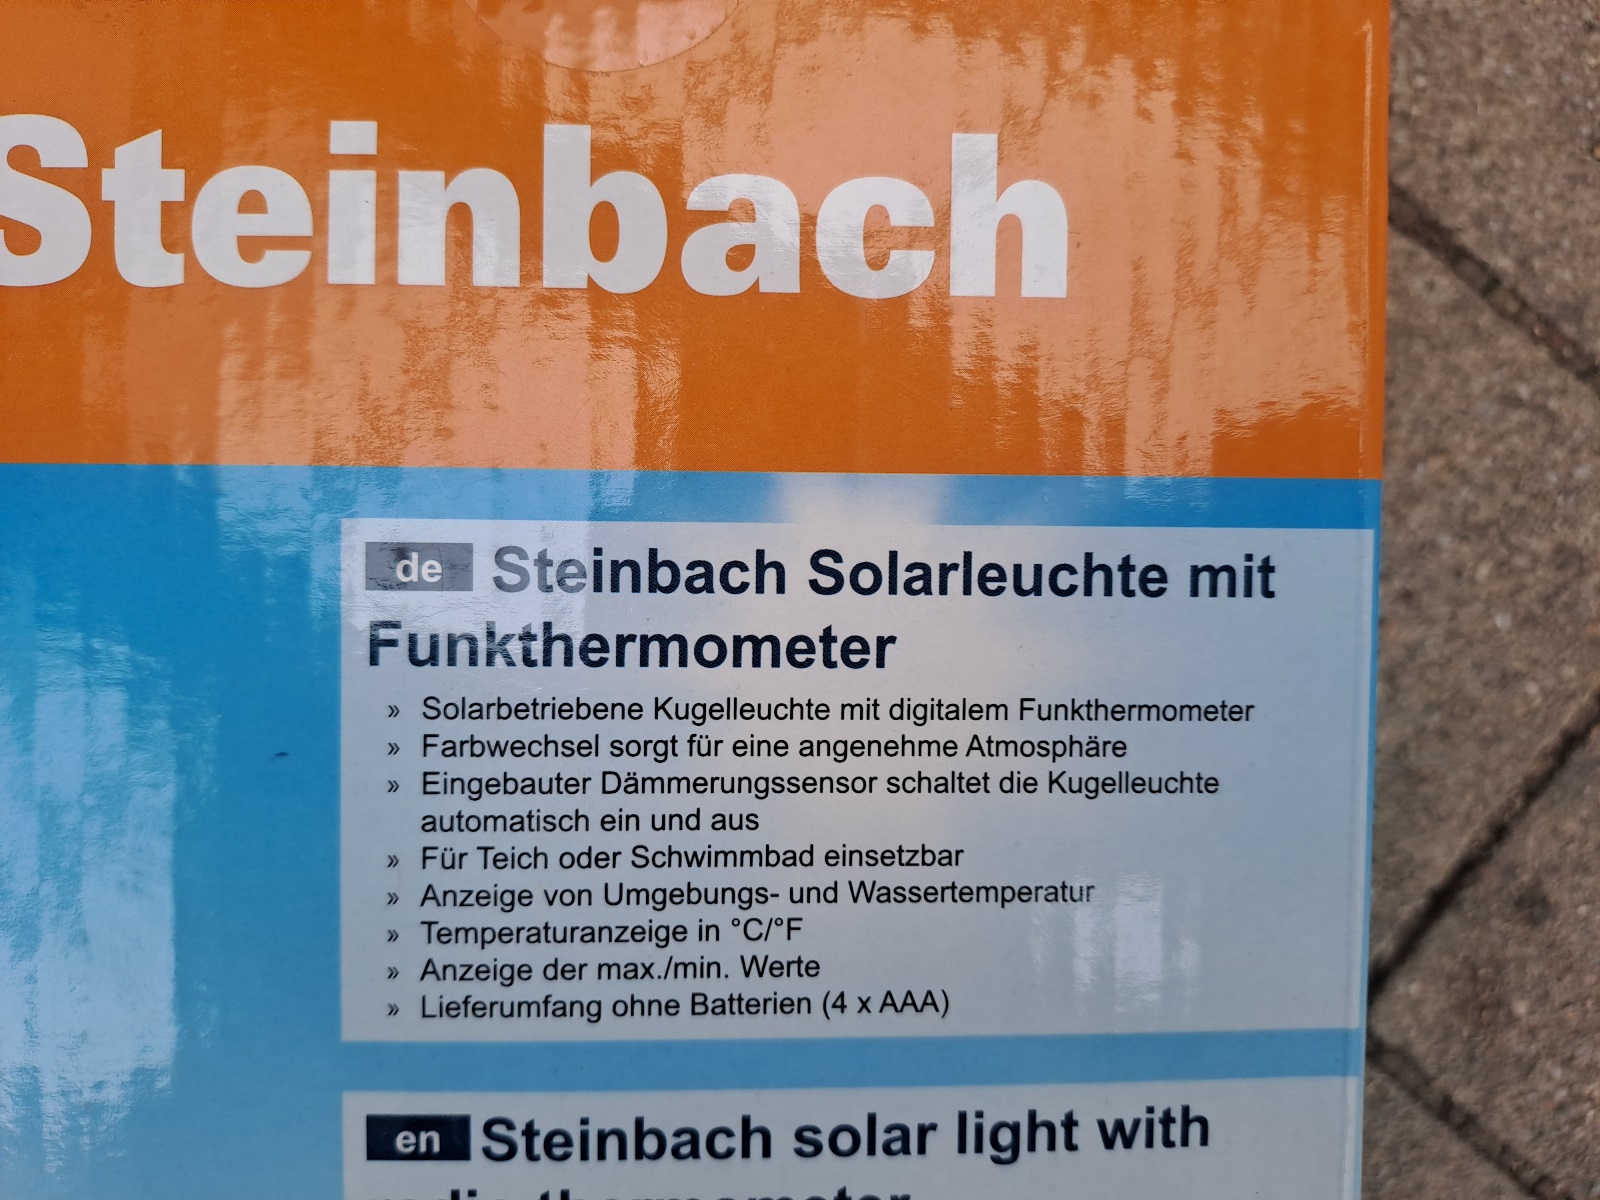 Steinbach
de Steinbach Solarleuchte mit
Funkthermometer
» Solarbetriebene Kugelleuchte mit digitalem Funkthermometer
» Farbwechsel sorgt für eine angenehme Atmosphäre
» Eingebauter Dämmerungssensor schaltet die Kugelleuchte
automatisch ein und aus
» Für Teich oder Schwimmbad einsetzbar
» Anzeige von Umgebungs- und Wassertemperatur
» Temperaturanzeige in °C/°F
» Anzeige der max./min. Werte
» Lieferumfang ohne Batterien (4 x AAA)
en Steinbach solar light with
radio thermometer